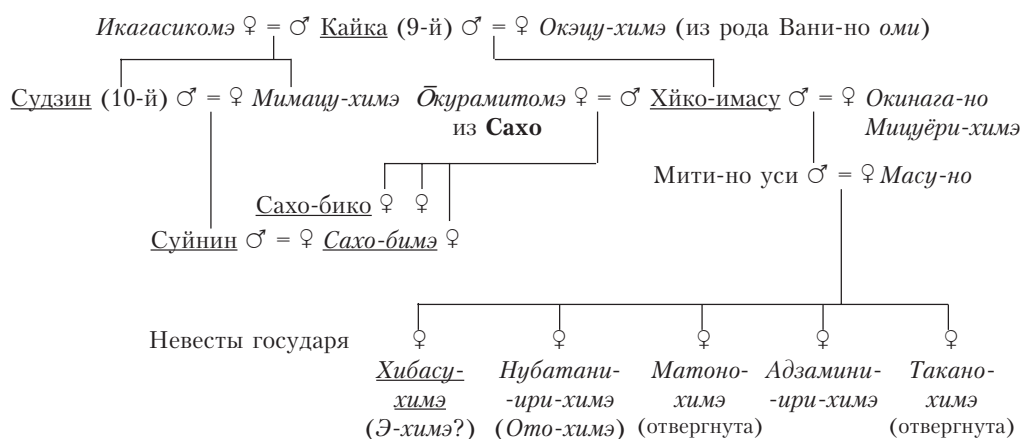 Икагасикомэ ♀ = ♂ Кайка (9-й) ♂ = ♀ Окэцу-химэ (из рода Вани-но оми)
Судзин (10-й) ♂ = ♀ Мимацу-химэ О̄курамитомэ ♀ = ♂ Хйко-имасу ♂ = ♀ Окинага-но
из Сахо Мицуёри-химэ
Мити-но уси ♂ = ♀ Масу-но
Сахо-бико ♀ ♀
Суйнин ♂ = ♀ Сахо-бимэ ♀
Невесты государя ♀ ♀ ♀ ♀ ♀
Хибасу- Нубатани- Матоно- Адзамини- Такано-
химэ -ири-химэ химэ -ири-химэ химэ
(Э-химэ?) (Ото-химэ) (отвергнута) (отвергнута)